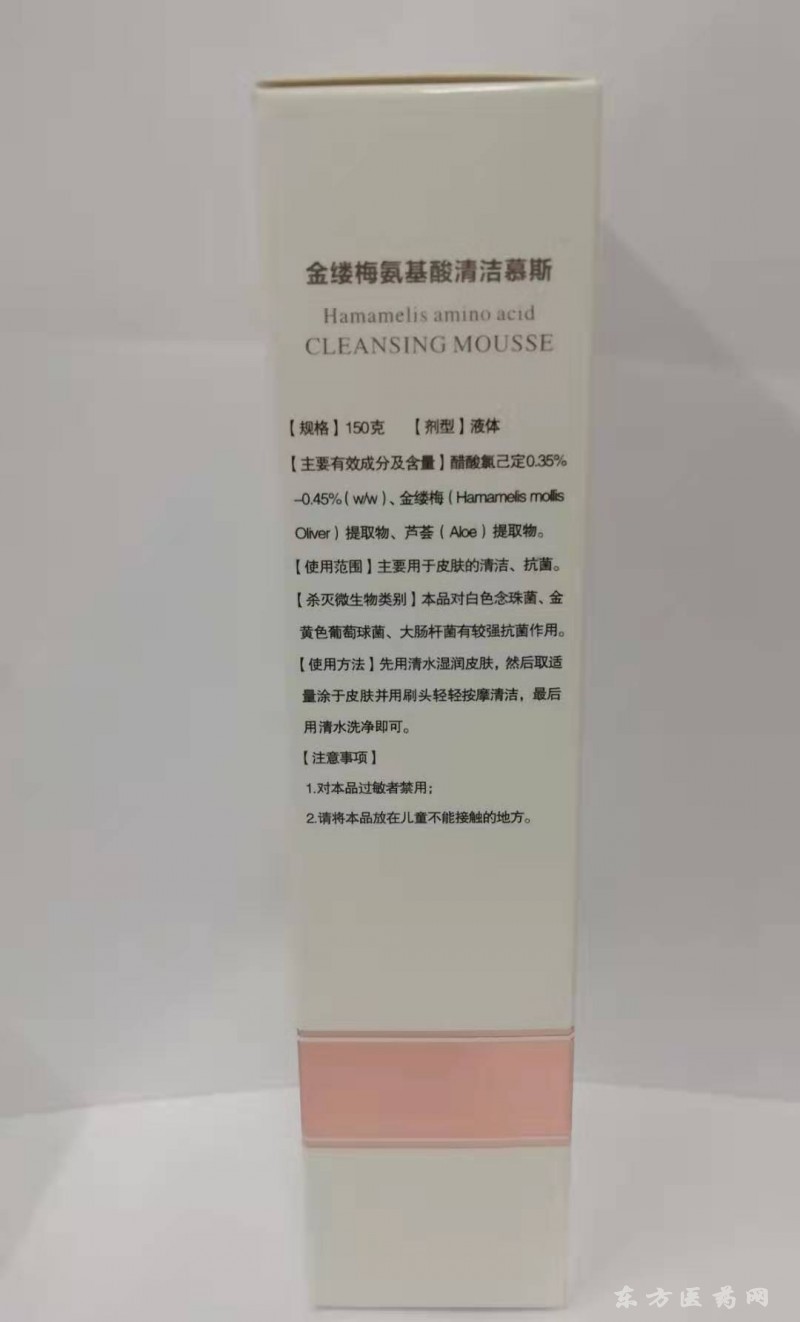 金缕梅氨基酸清洁慕斯
Hamamelis amino acid
CLEANSING MOUSSE
【规格】150克 【剂型】液体
【主要有效成分及含量】醋酸氯己定0.35%
-0.45%(w/w)、金缕梅(Hamamelis mollis
Oliver)提取物、芦荟(Aloe)提取物。
【使用范围】主要用于皮肤的清洁、抗菌。
【杀灭微生物类别】本品对白色念珠菌、金
黄色葡萄球菌、大肠杆菌有较强抗菌作用。
【使用方法】先用清水湿润皮肤，然后取适
量涂于皮肤并用刷头轻轻按摩清洁，最后
用清水洗净即可。
【注意事项】
1.对本品过敏者禁用；
2.请将本品放在儿童不能接触的地方。
东方医药网